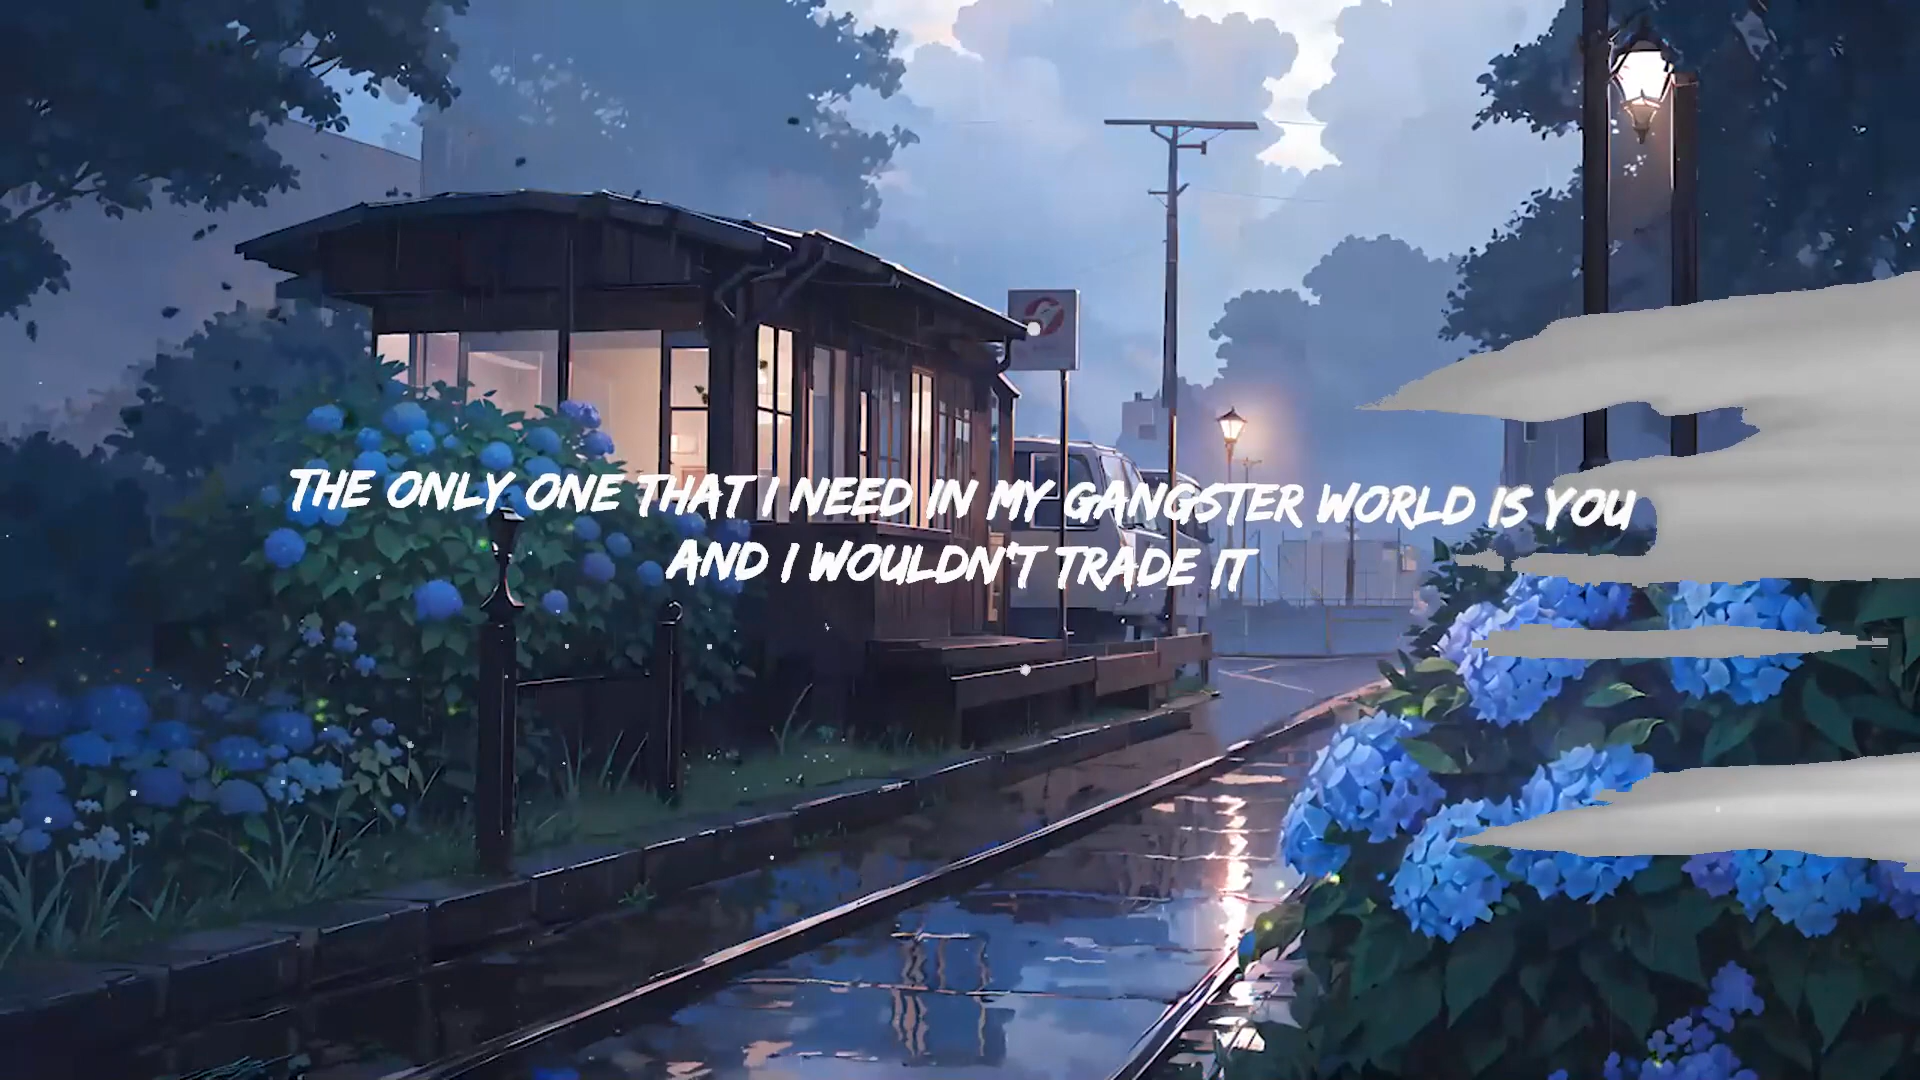 THE ONLY ONE THAT I NEED IN MY GANGSTER WORLD IS YOU
AND I WOULDN'T TRADE IT